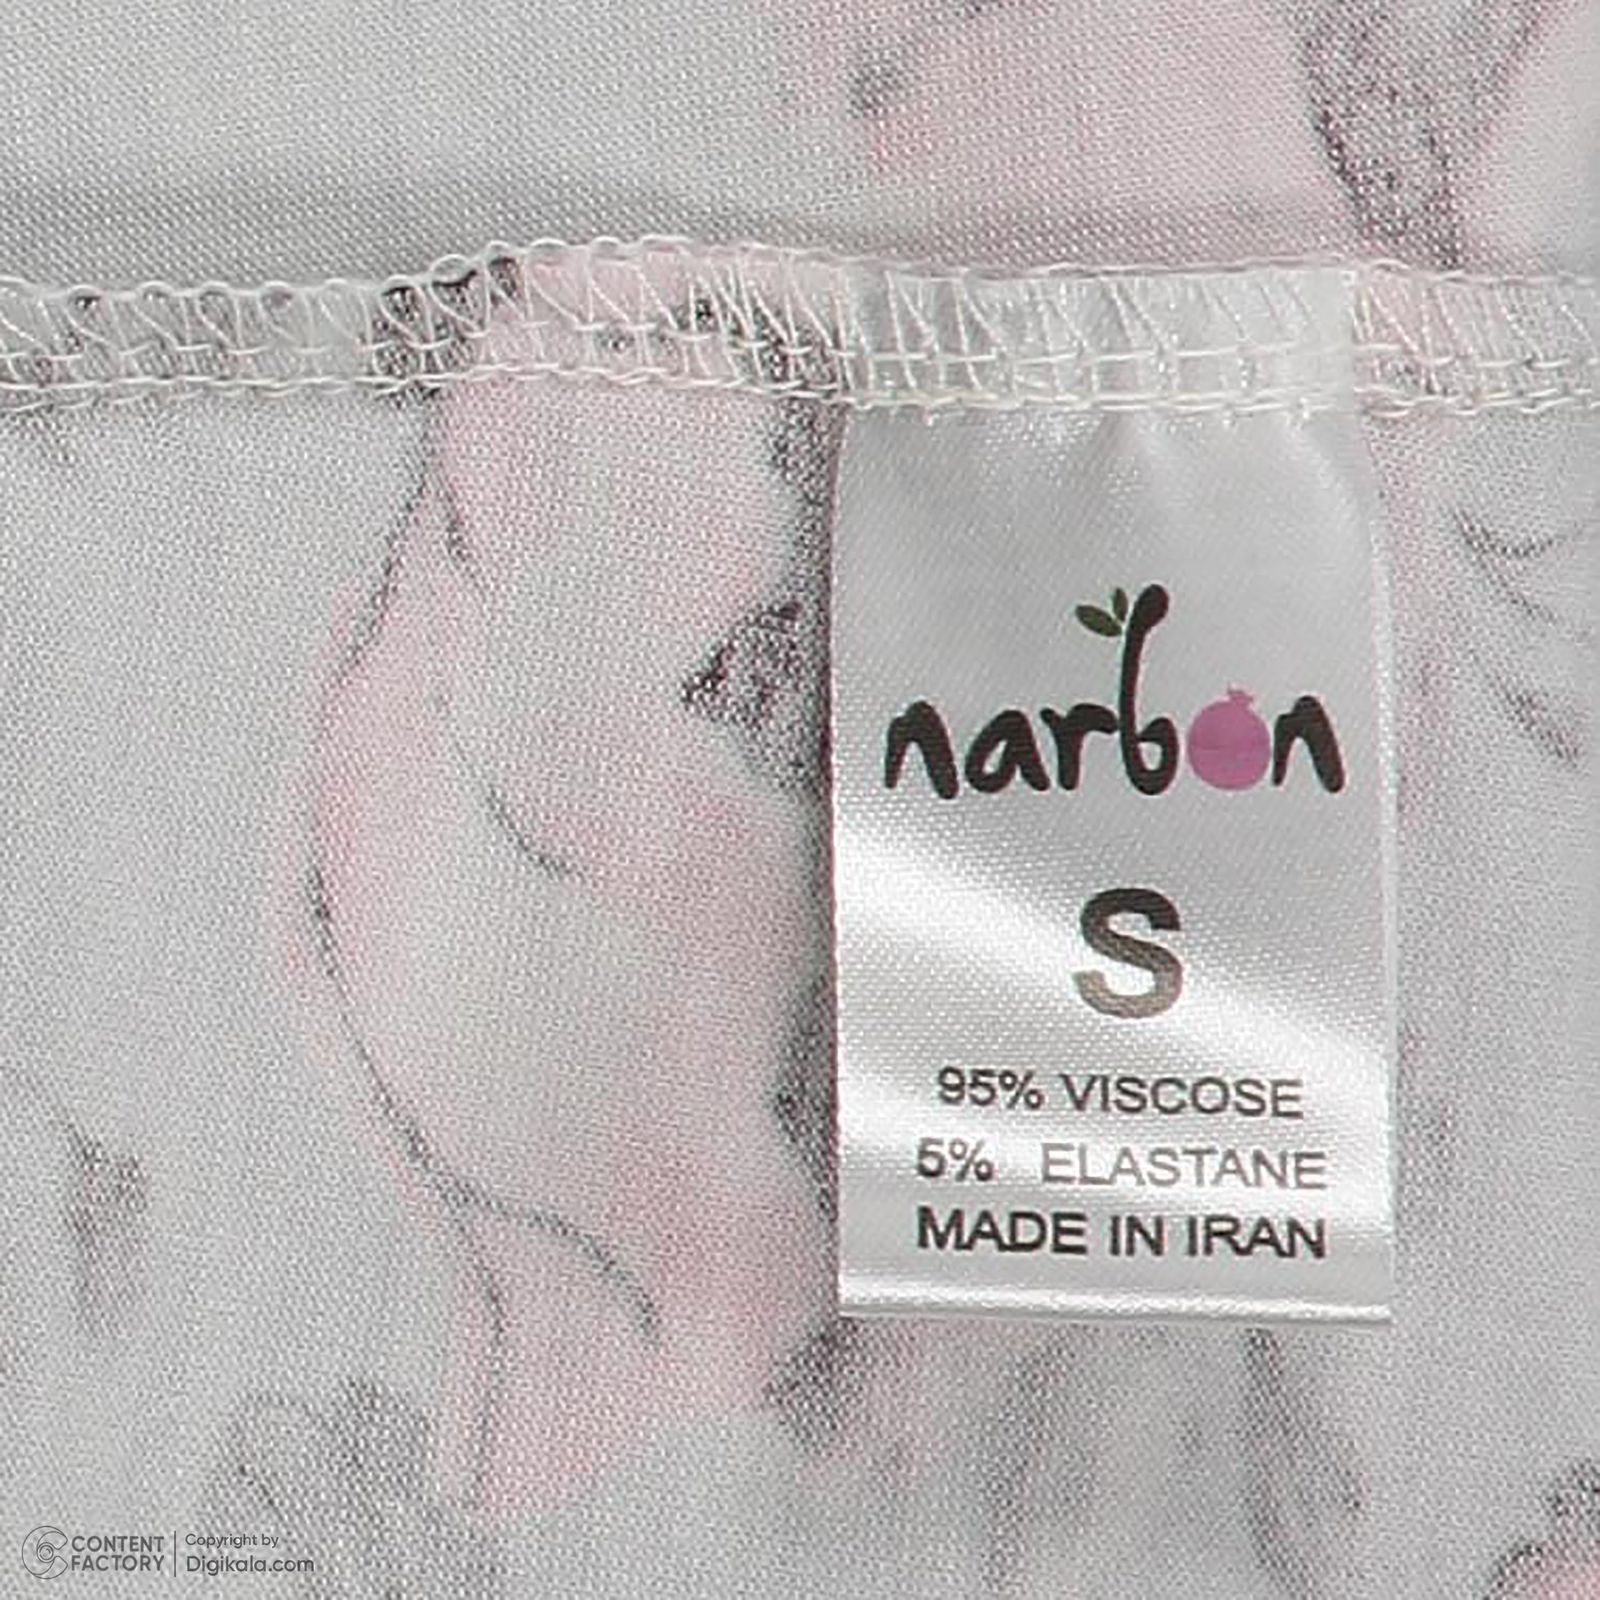 narbon
S
95% VISCOSE
5% ELASTANE
MADE IN IRAN
CONTENT FACTORY
Copyright by
Digikala.com